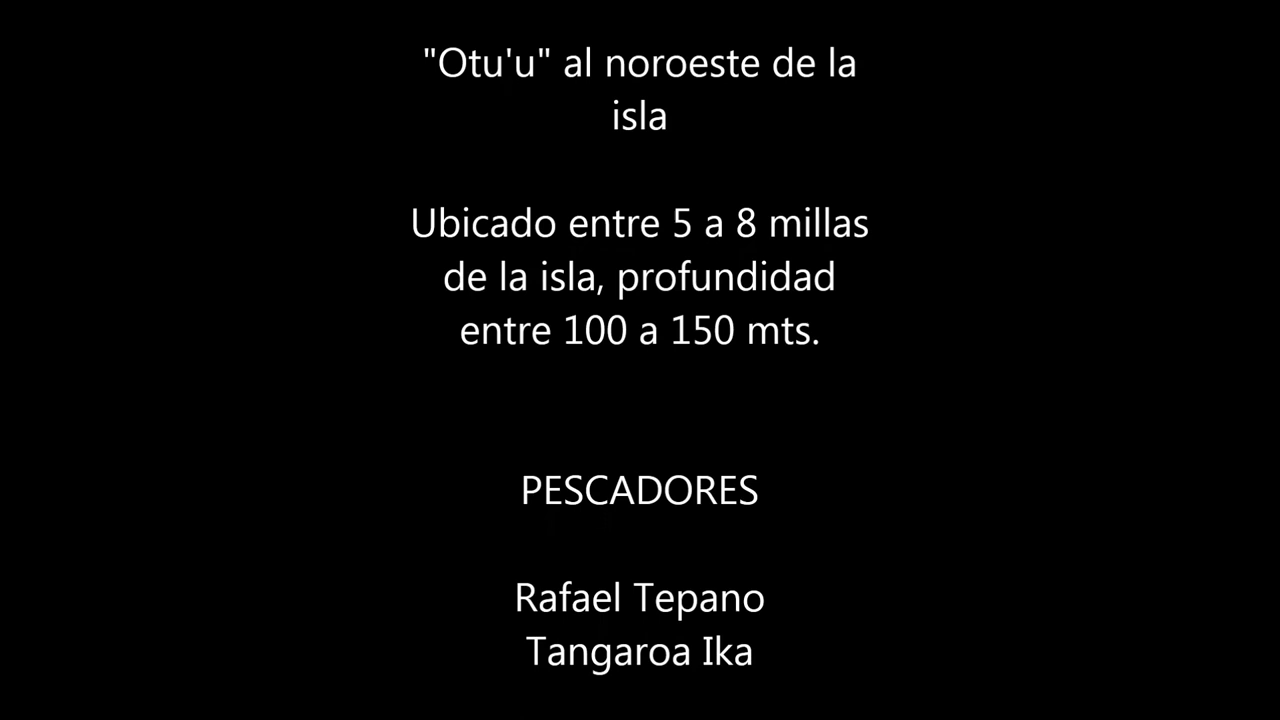 "Otu'u" al noroeste de la
isla
Ubicado entre 5 a 8 millas
de la isla, profundidad
entre 100 a 150 mts.
PESCADORES
Rafael Tepano
Tangaroa Ika